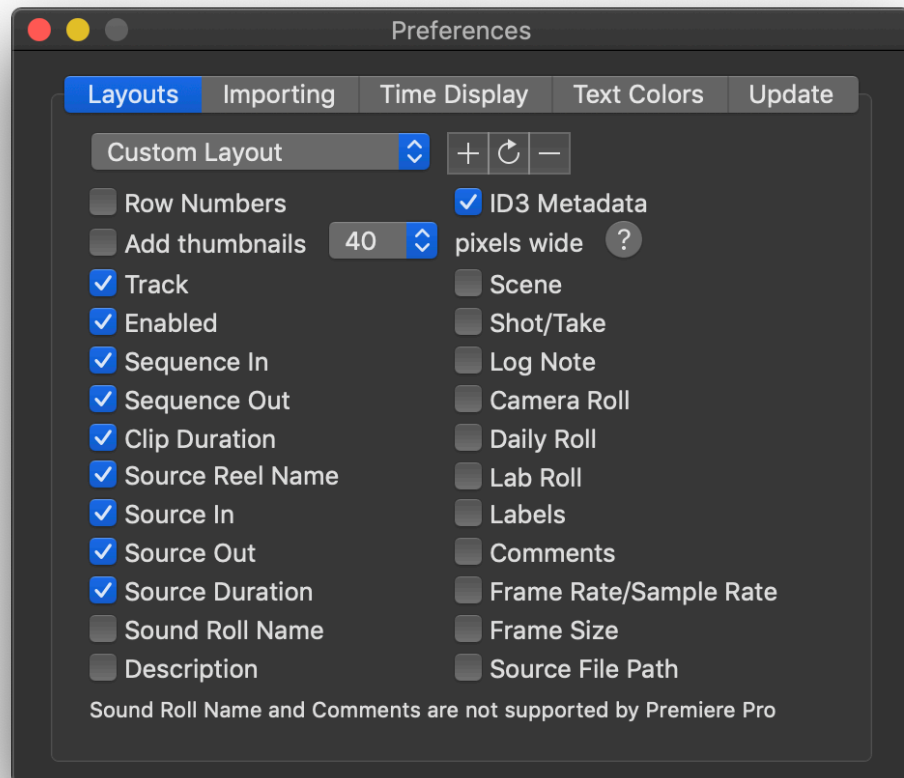 Preferences
Layouts Importing Time Display Text Colors Update
Custom Layout + −
Row Numbers ID3 Metadata
Add thumbnails 40 pixels wide ?
Track Scene
Enabled Shot/Take
Sequence In Log Note
Sequence Out Camera Roll
Clip Duration Daily Roll
Source Reel Name Lab Roll
Source In Labels
Source Out Comments
Source Duration Frame Rate/Sample Rate
Sound Roll Name Frame Size
Description Source File Path
Sound Roll Name and Comments are not supported by Premiere Pro